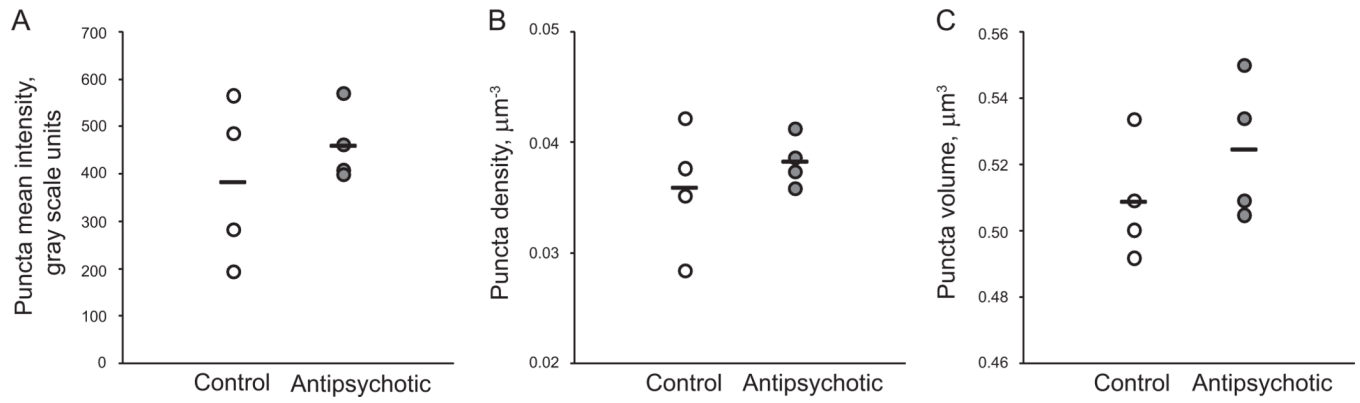 A
Puncta mean intensity,
gray scale units
700
600
500
400
300
200
100
0
Control
Antipsychotic
B
Puncta density, μm⁻³
0.05
0.04
0.03
0.02
Control
Antipsychotic
C
Puncta volume, μm³
0.56
0.54
0.52
0.50
0.48
0.46
Control
Antipsychotic